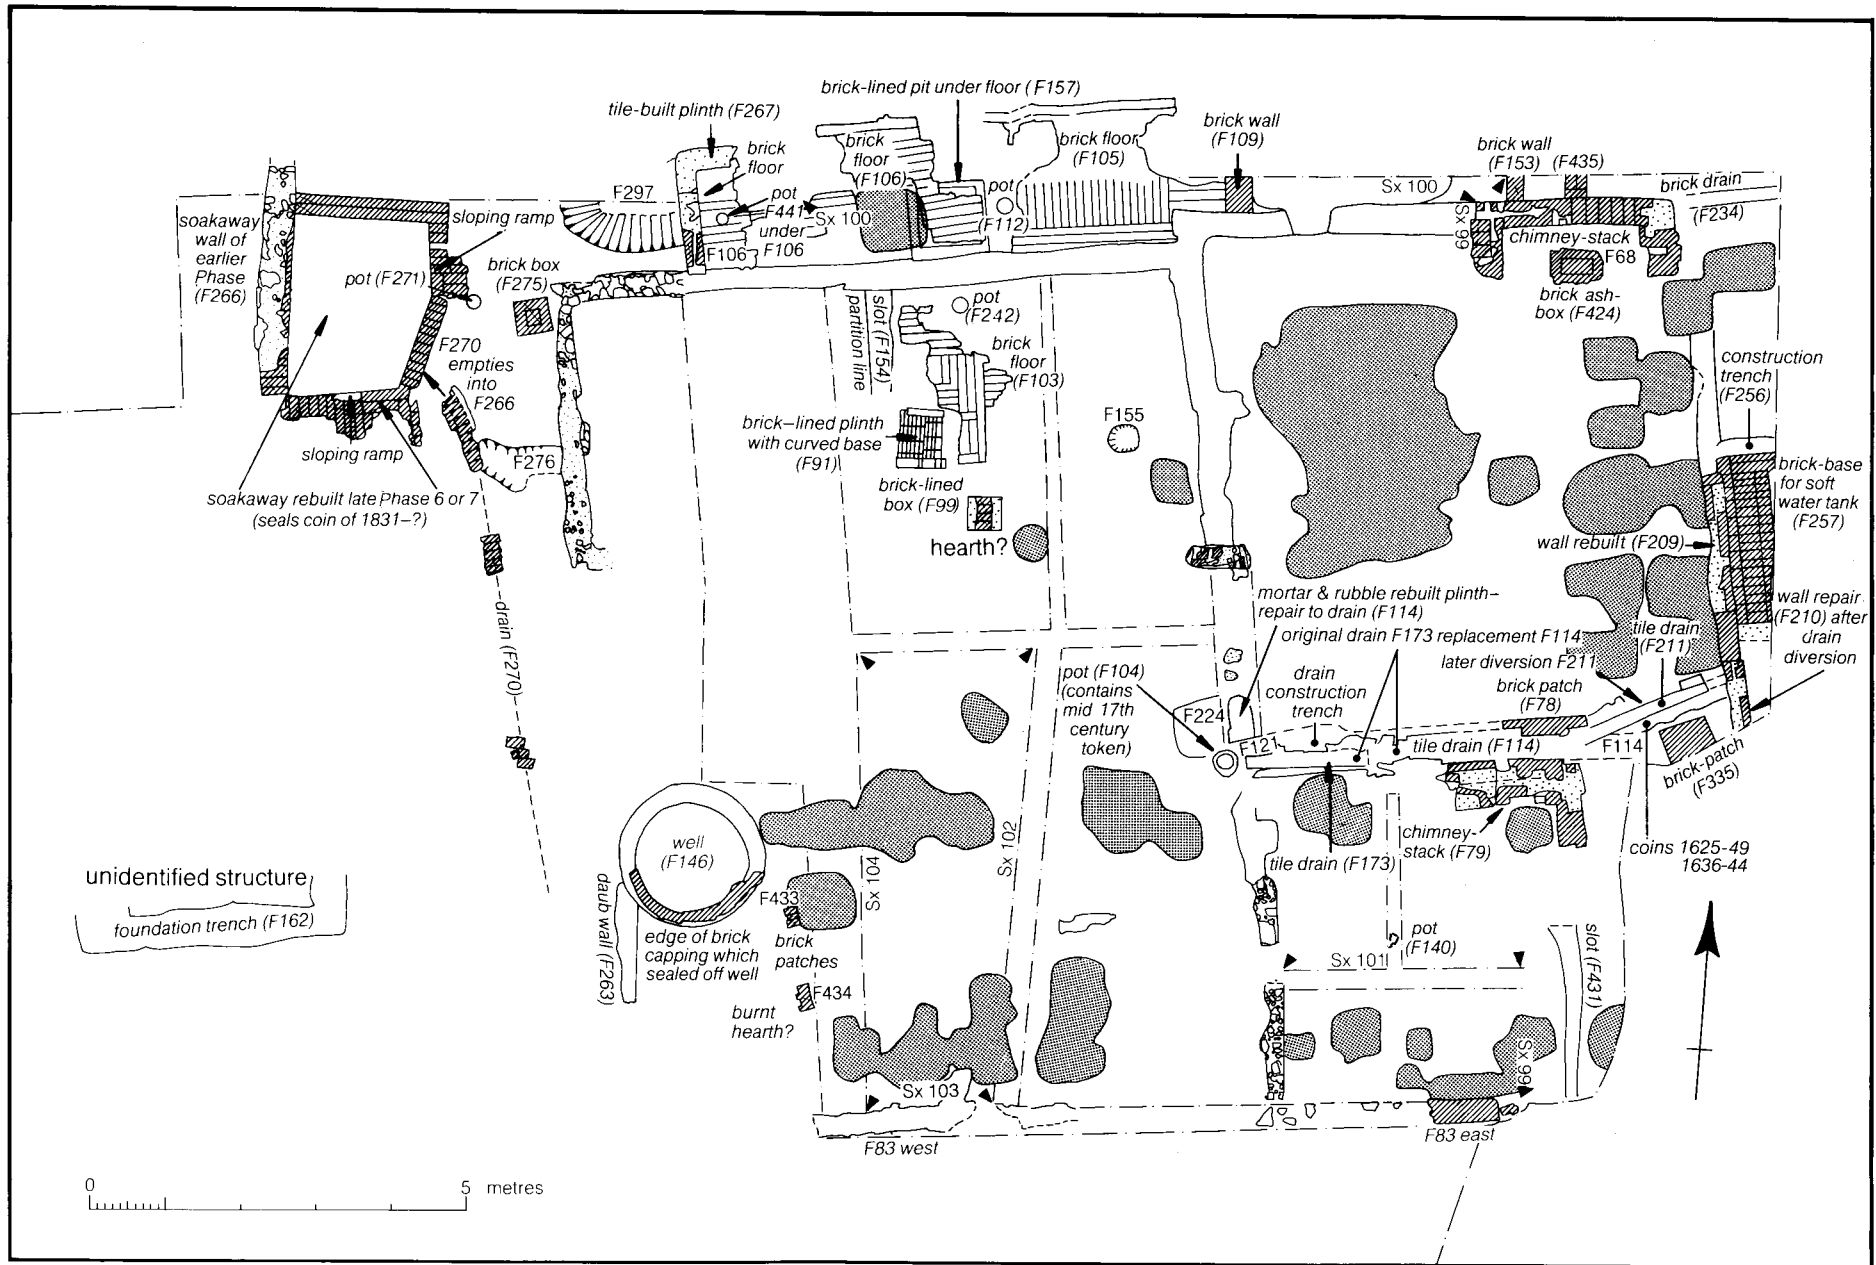 brick-lined pit under floor (F157)
tile-built plinth (F267)
brick
floor
brick
floor
(F106)
brick floor
(F105)
brick wall
(F109)
brick wall
(F153)
(F435)
Sx 100
brick drain
(F234)
soakaway
wall of
earlier
Phase
(F266)
sloping ramp
F297
pot
F441
under
F106
Sx 100
pot
(F112)
Sx 99
chimney-stack
F68
F106
pot (F271)
brick box
(F275)
brick ash-
box (F424)
slot (F154)
partition line
pot
(F242)
brick
floor
(F103)
F270
empties
into
F266
construction
trench
(F256)
sloping ramp
F276
brick–lined plinth
with curved base
(F91)
F155
soakaway rebuilt late Phase 6 or 7
(seals coin of 1831–?)
brick-lined
box (F99)
hearth?
brick-base
for soft
water tank
(F257)
wall rebuilt (F209)
drain (F270)
mortar & rubble rebuilt plinth–
repair to drain (F114)
original drain F173 replacement F114
later diversion F211
tile drain
(F211)
wall repair
(F210) after
drain
diversion
pot (F104)
(contains
mid 17th
century
token)
drain
construction
trench
brick patch
(F78)
F224
F121
tile drain (F114)
F114
brick-patch
(F335)
well
(F146)
Sx 104
Sx 102
tile drain (F173)
chimney-
stack (F79)
coins 1625-49
1636-44
unidentified structure
foundation trench (F162)
daub wall (F263)
F433
edge of brick
capping which
sealed off well
brick
patches
pot
(F140)
Sx 101
slot (F431)
F434
burnt
hearth?
Sx 103
Sx 99
F83 west
F83 east
0 5 metres